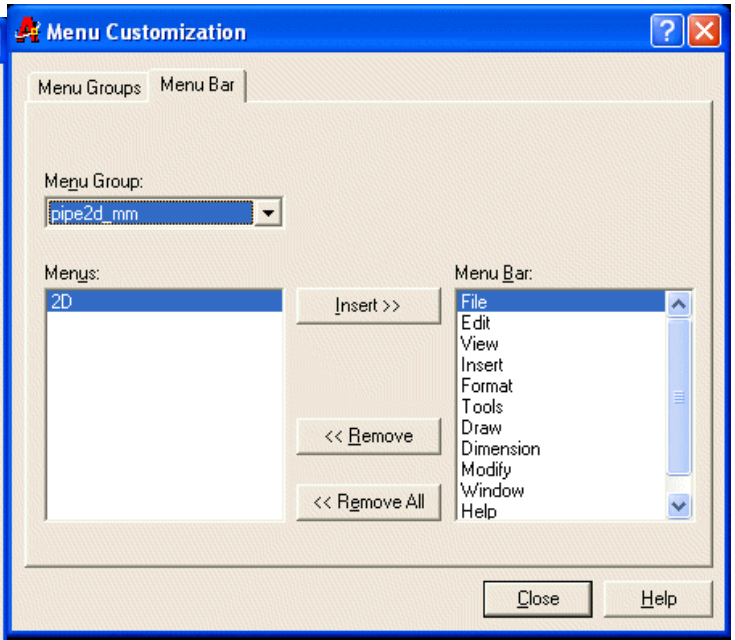 Menu Customization
Menu Groups Menu Bar
Menu Group:
pipe2d_mm
Menus:
2D
Insert >>
<< Remove
<< Remove All
Menu Bar:
File
Edit
View
Insert
Format
Tools
Draw
Dimension
Modify
Window
Help
Close Help